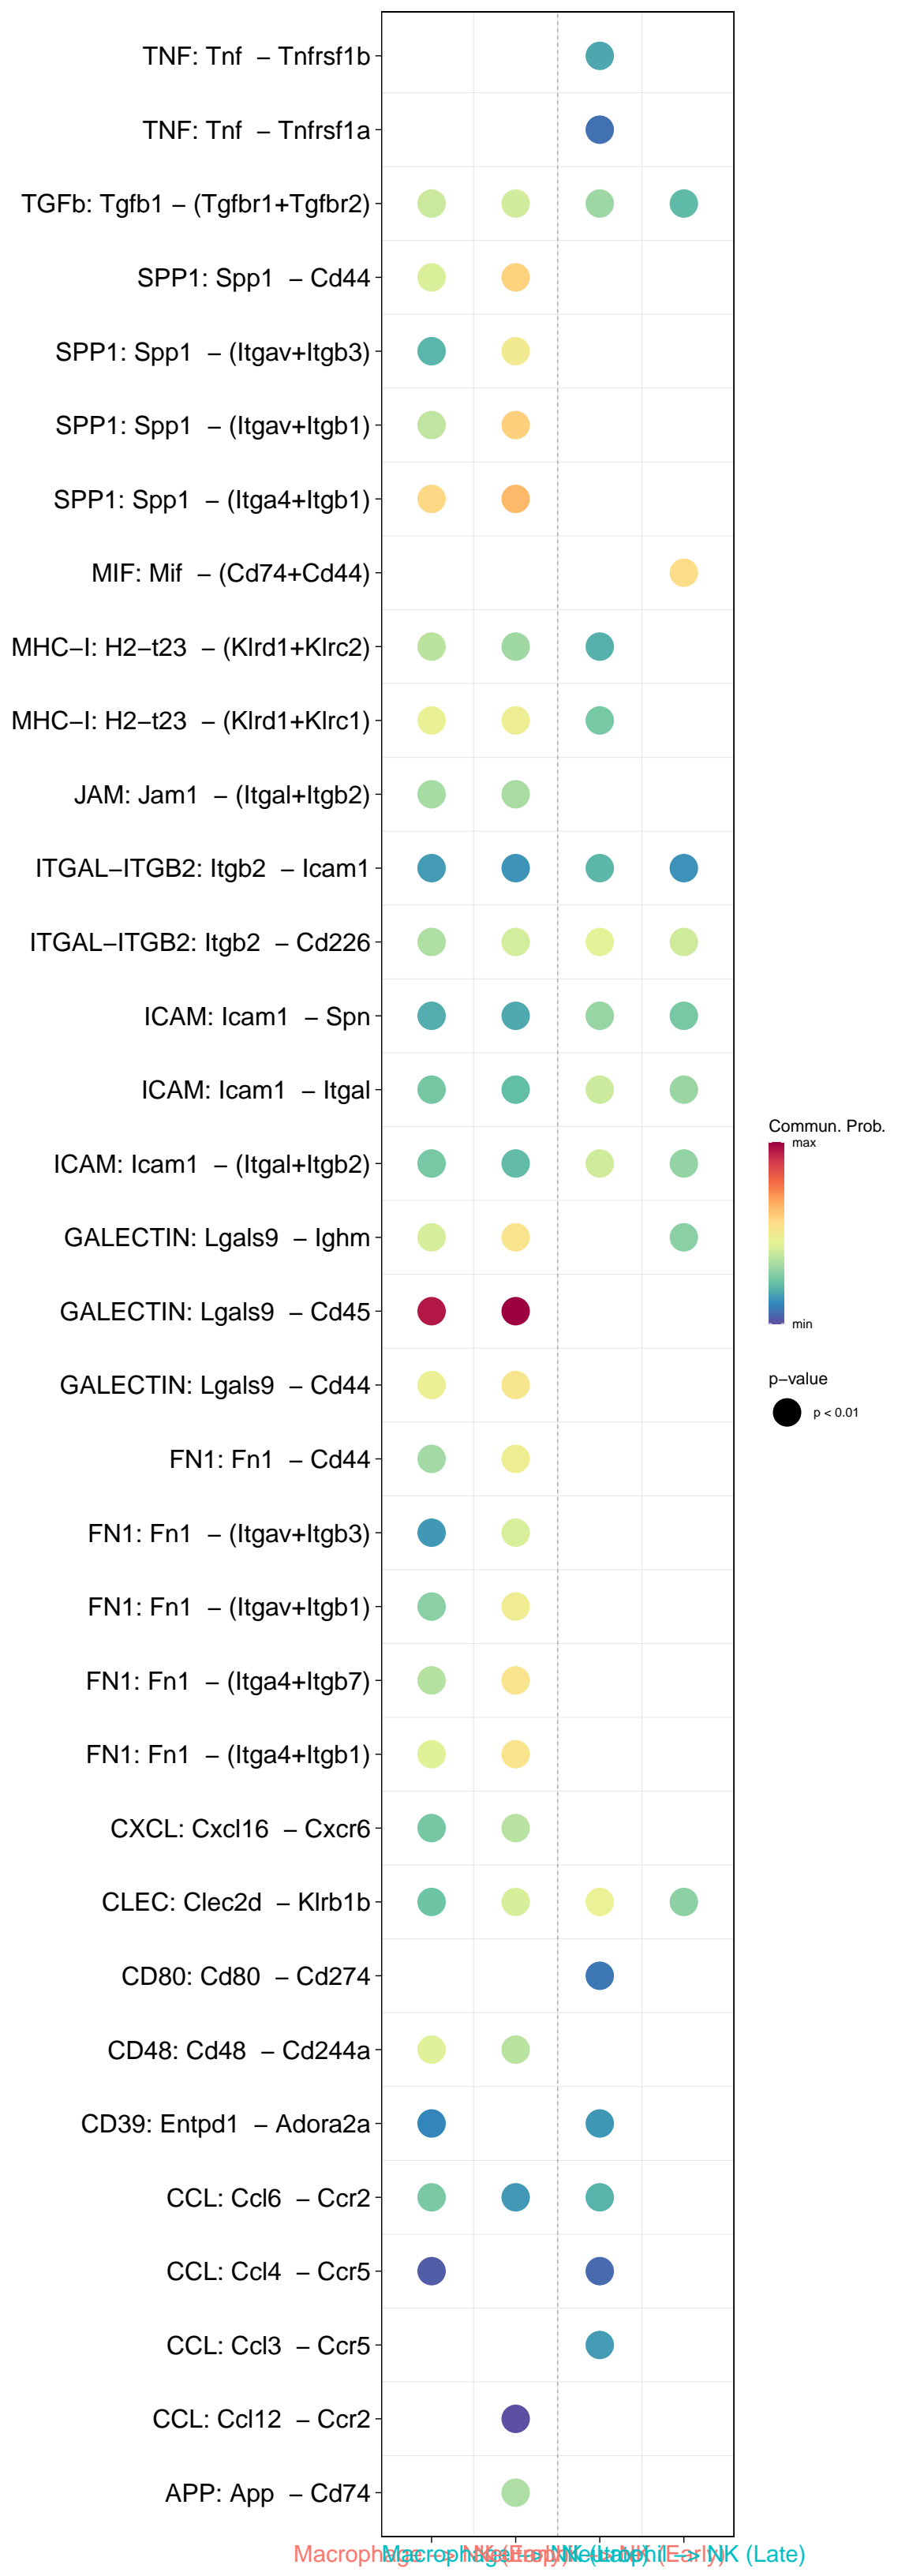 TNF: Tnf – Tnfrsf1b
TNF: Tnf – Tnfrsf1a
TGFb: Tgfb1 – (Tgfbr1+Tgfbr2)
SPP1: Spp1 – Cd44
SPP1: Spp1 – (Itgav+Itgb3)
SPP1: Spp1 – (Itgav+Itgb1)
SPP1: Spp1 – (Itga4+Itgb1)
MIF: Mif – (Cd74+Cd44)
MHC–I: H2–t23 – (Klrd1+Klrc2)
MHC–I: H2–t23 – (Klrd1+Klrc1)
JAM: Jam1 – (Itgal+Itgb2)
ITGAL–ITGB2: Itgb2 – Icam1
ITGAL–ITGB2: Itgb2 – Cd226
ICAM: Icam1 – Spn
ICAM: Icam1 – Itgal
ICAM: Icam1 – (Itgal+Itgb2)
GALECTIN: Lgals9 – Ighm
GALECTIN: Lgals9 – Cd45
GALECTIN: Lgals9 – Cd44
FN1: Fn1 – Cd44
FN1: Fn1 – (Itgav+Itgb3)
FN1: Fn1 – (Itgav+Itgb1)
FN1: Fn1 – (Itga4+Itgb7)
FN1: Fn1 – (Itga4+Itgb1)
CXCL: Cxcl16 – Cxcr6
CLEC: Clec2d – Klrb1b
CD80: Cd80 – Cd274
CD48: Cd48 – Cd244a
CD39: Entpd1 – Adora2a
CCL: Ccl6 – Ccr2
CCL: Ccl4 – Ccr5
CCL: Ccl3 – Ccr5
CCL: Ccl12 – Ccr2
APP: App – Cd74
Commun. Prob.
max
min
p–value
p < 0.01
NK (Late)